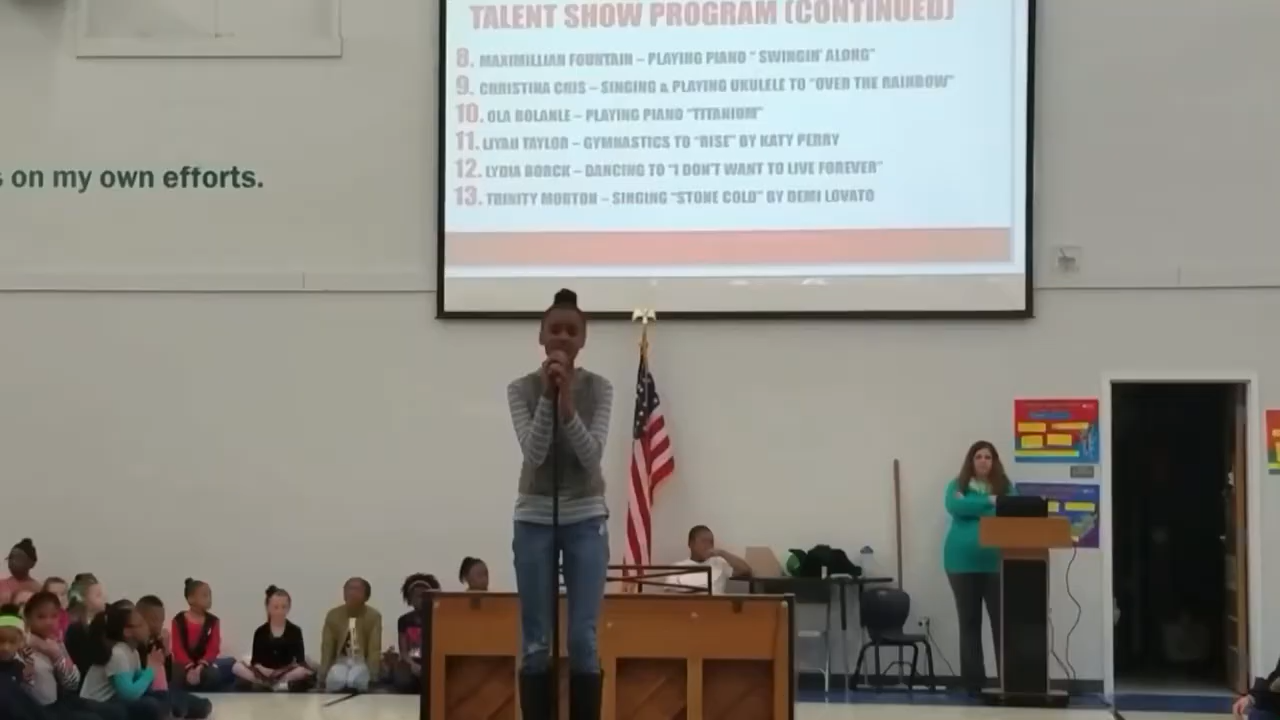 TALENT SHOW PROGRAM (CONTINUED)
8. MAXIMILLIAN FOUNTAIN – PLAYING PIANO " SWINGIN' ALONG"
9. CHRISTINA CRIS – SINGING & PLAYING UKULELE TO "OVER THE RAINBOW"
10. OLA BOLANLE – PLAYING PIANO "TITANIUM"
11. LIYAH TAYLOR – GYMNASTICS TO "RISE" BY KATY PERRY
12. LYDIA BORCK – DANCING TO "I DON'T WANT TO LIVE FOREVER"
13. TRINITY MORTON – SINGING "STONE COLD" BY DEMI LOVATO
on my own efforts.